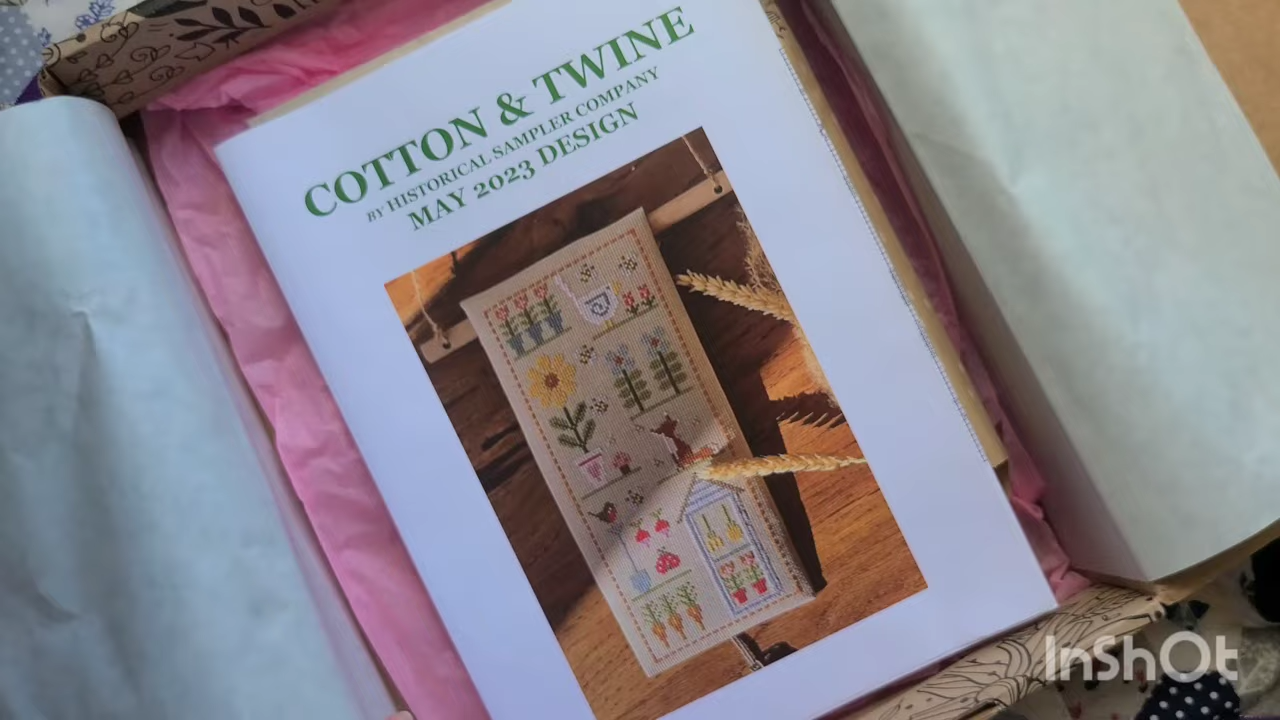 COTTON & TWINE
BY HISTORICAL SAMPLER COMPANY
MAY 2023 DESIGN
InShOt